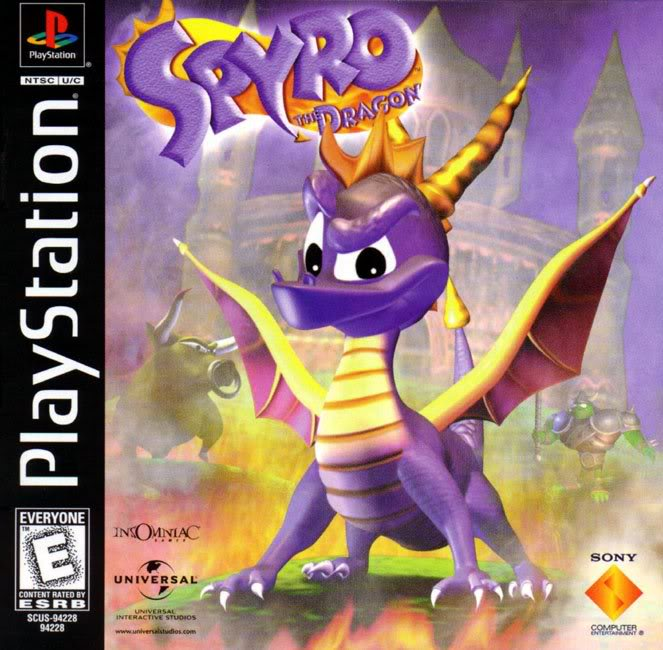 PlayStation
NTSC U/C
PlayStation
EVERYONE
E
CONTENT RATED BY
ESRB
SCUS-94228
94228
SPYRO
THE DRAGON
INSOMNIAC
GAMES
UNIVERSAL
UNIVERSAL
INTERACTIVE STUDIOS
www.universalstudios.com
SONY
COMPUTER
ENTERTAINMENT